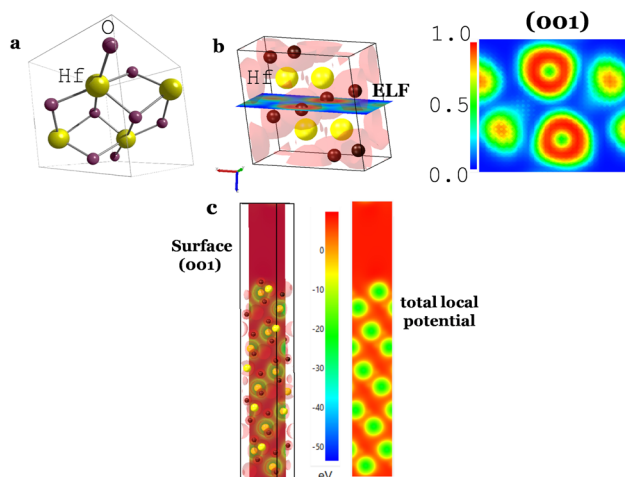 a
O
Hf
b
Hf
ELF
(001)
1.0
0.5
0.0
c
Surface
(001)
0
-10
-20
-30
-40
-50
eV
total local
potential